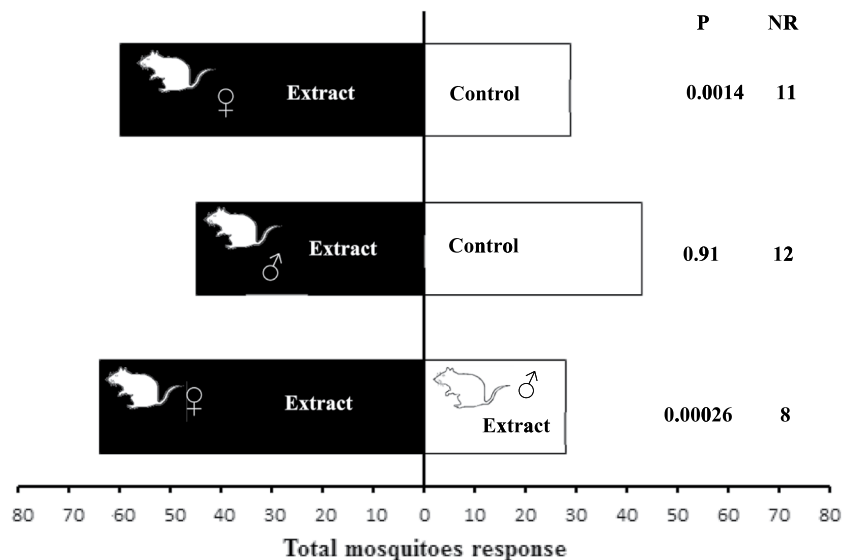 P NR
Extract Control 0.0014 11
♀
Extract Control 0.91 12
♂
♀ Extract ♂ 0.00026 8
Extract
80 70 60 50 40 30 20 10 0 10 20 30 40 50 60 70 80
Total mosquitoes response